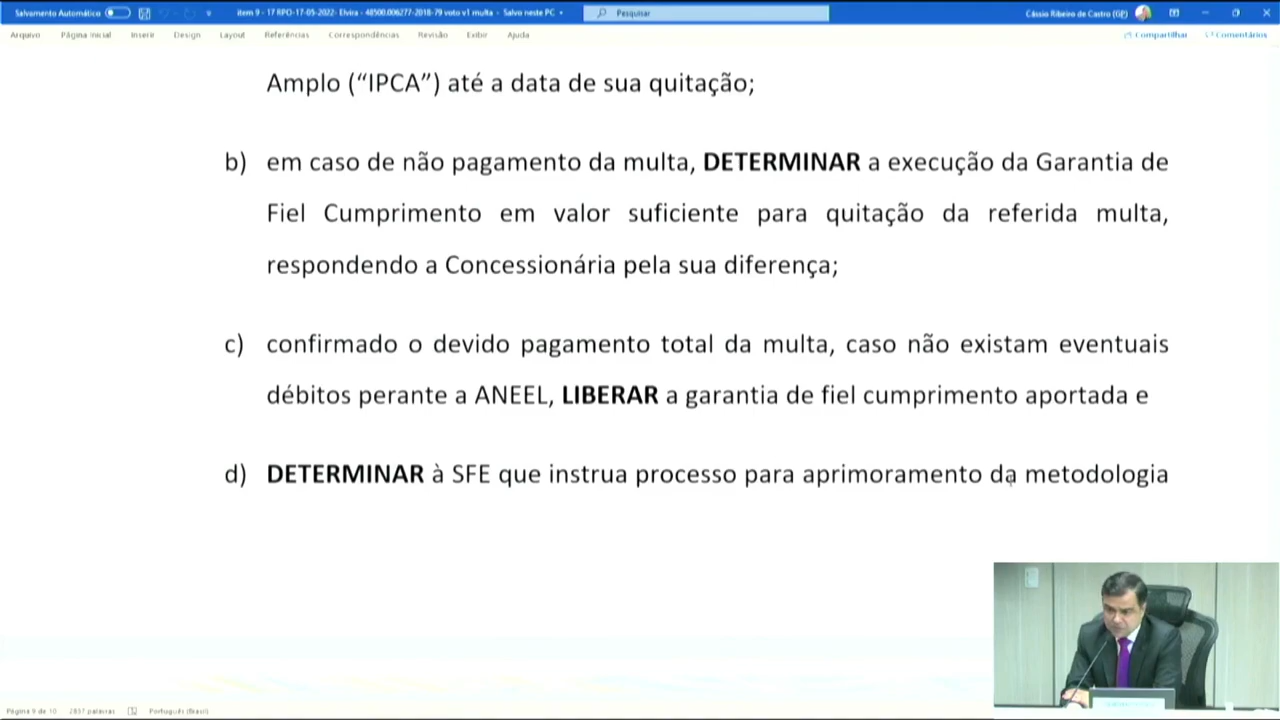 Salvamento Automático
item 9 - 17 RPO-17-05-2022- Elvira - 48500.006277-2018-79 voto v1 multa - Salvo neste PC
Pesquisar
Cássio Ribeiro de Castro (GP)
Arquivo Página Inicial Inserir Design Layout Referências Correspondências Revisão Exibir Ajuda
Compartilhar Comentários
Amplo (“IPCA”) até a data de sua quitação;
b) em caso de não pagamento da multa, DETERMINAR a execução da Garantia de
Fiel Cumprimento em valor suficiente para quitação da referida multa,
respondendo a Concessionária pela sua diferença;
c) confirmado o devido pagamento total da multa, caso não existam eventuais
débitos perante a ANEEL, LIBERAR a garantia de fiel cumprimento aportada e
d) DETERMINAR à SFE que instrua processo para aprimoramento da metodologia
Página 9 de 10 2857 palavras Português (Brasil)